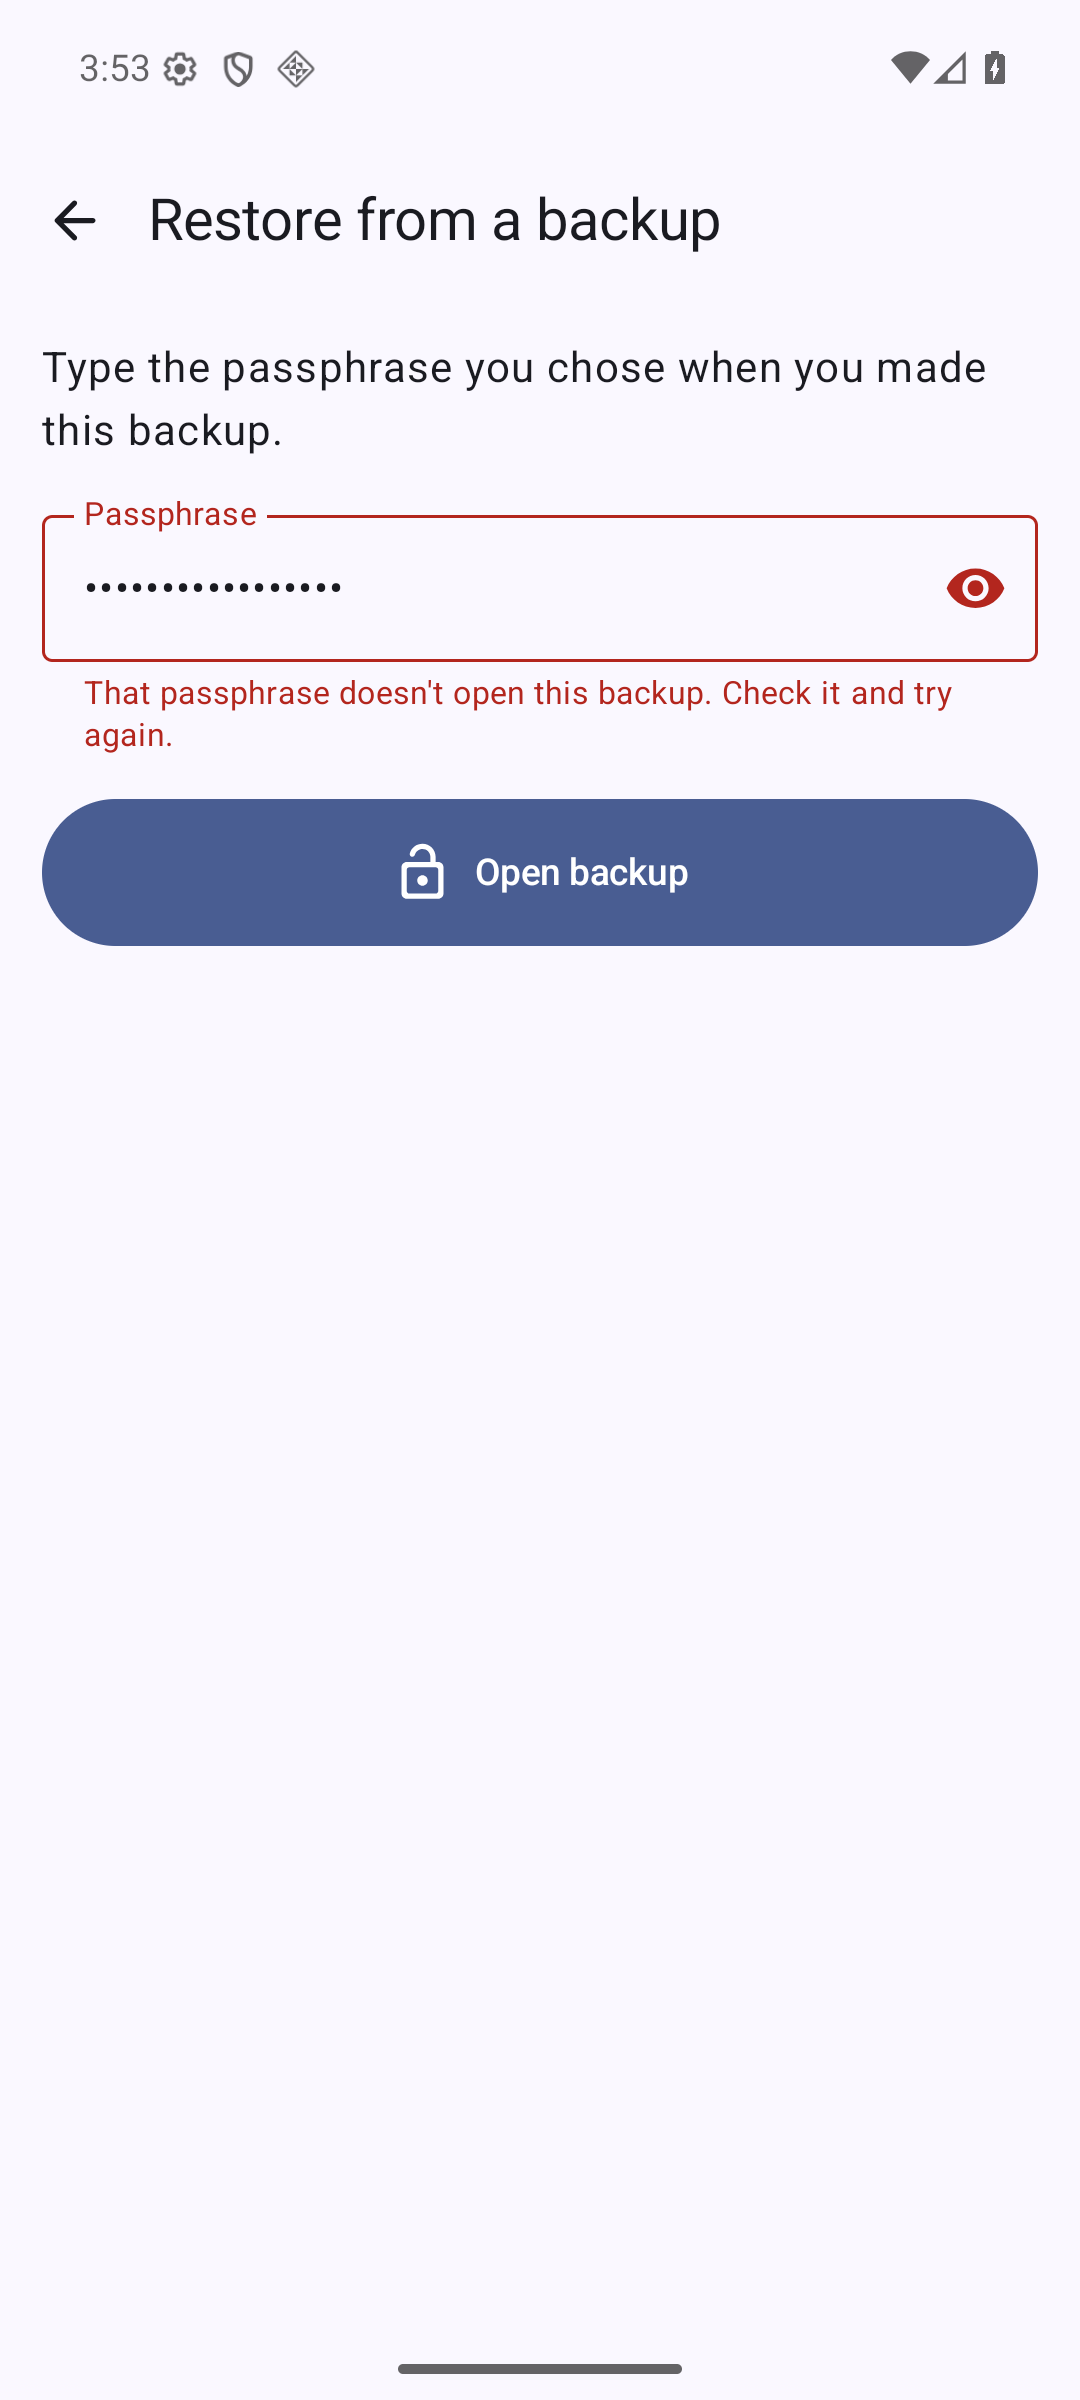 3:53
Restore from a backup
Type the passphrase you chose when you made
this backup.
Passphrase
•••••••••••••••••
That passphrase doesn't open this backup. Check it and try
again.
Open backup